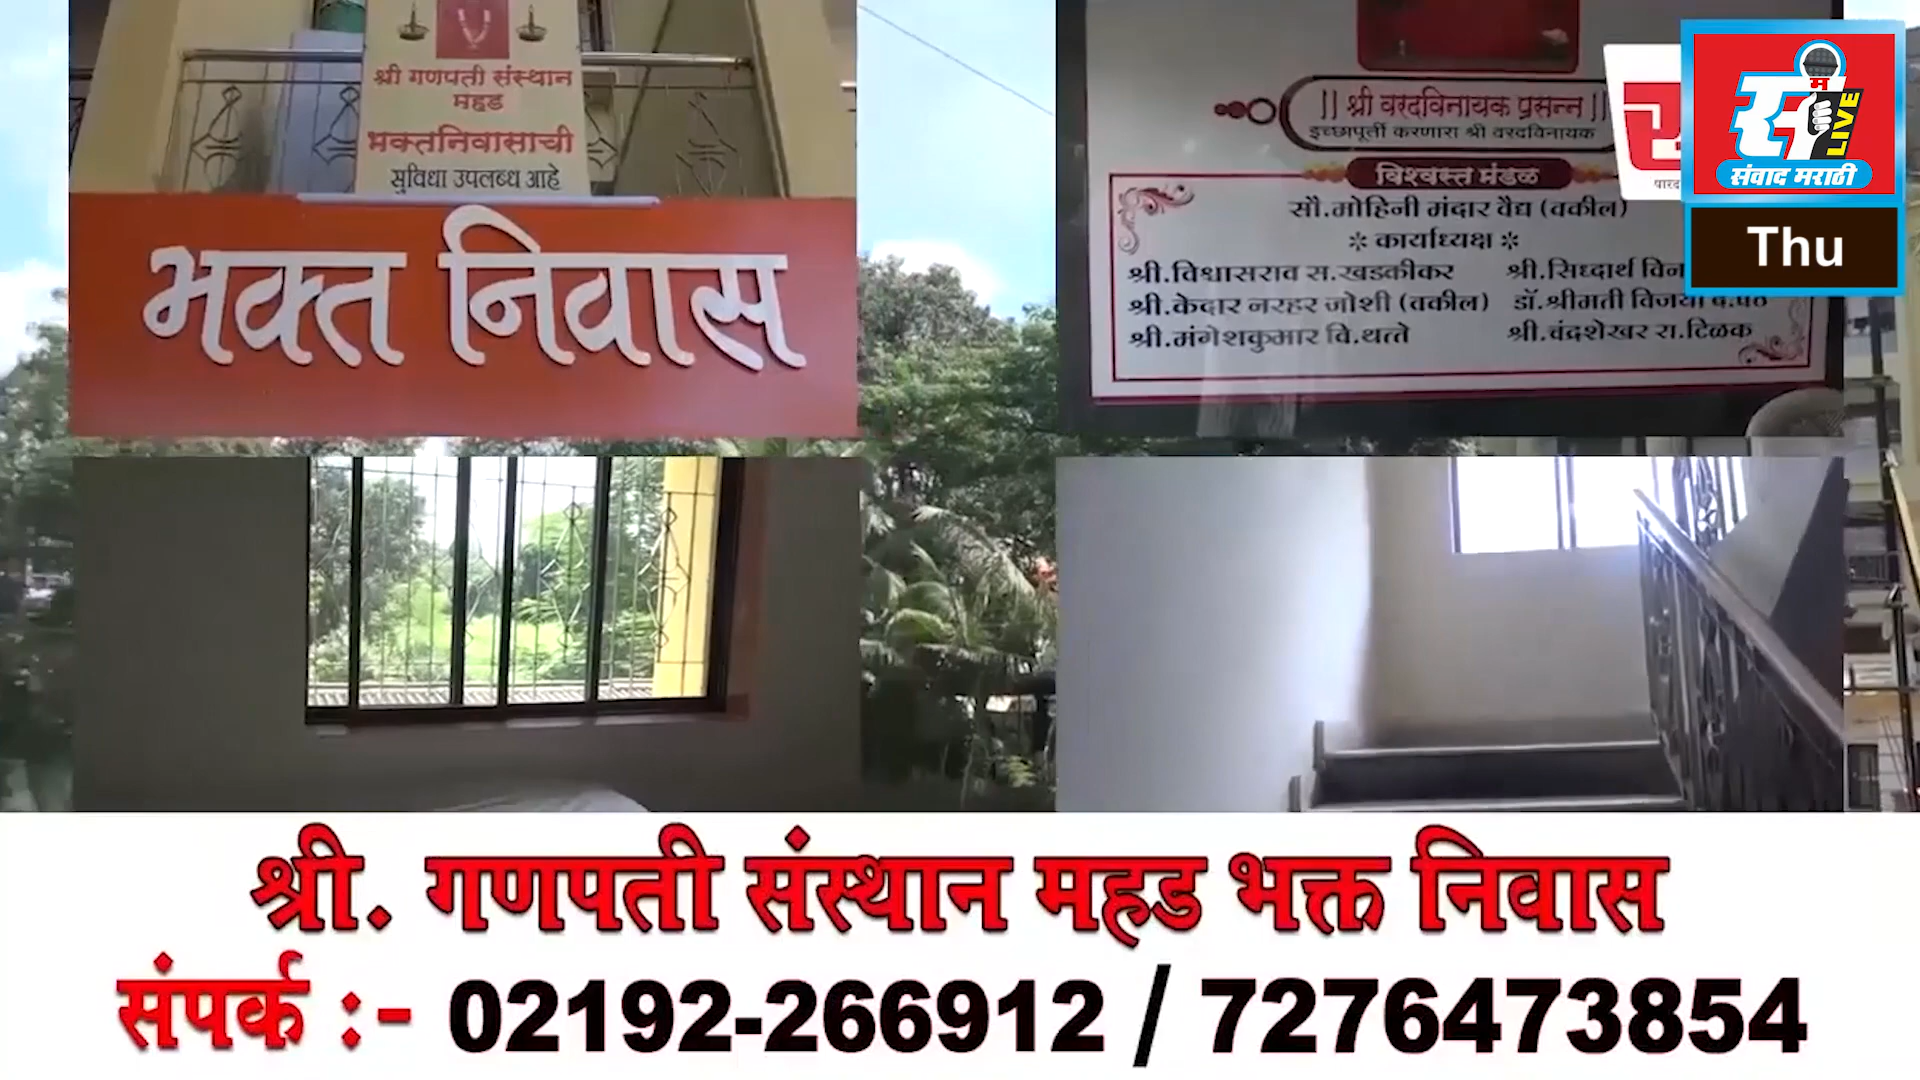 श्री गणपती संस्थान
महड
भक्तनिवासाची
सुविधा उपलब्ध आहे
भक्त निवास
|| श्री वरदविनायक प्रसन्न ||
इच्छापूर्ती करणारा श्री वरदविनायक
विश्वस्त मंडळ
सौ.मोहिनी मंदार वैद्य (वकील)
कार्याध्यक्ष
श्री.विश्वासराव स.खडकीकर श्री.सिध्दार्थ
श्री.केदार नरहर जोशी (वकील) डॉ.श्रीमती विजया
श्री.मंगेशकुमार वि.थत्ते श्री.चंद्रशेखर रा.टिळक
स म
LIVE
संवाद मराठी
Thu
श्री. गणपती संस्थान महड भक्त निवास
संपर्क :- 02192-266912 / 7276473854